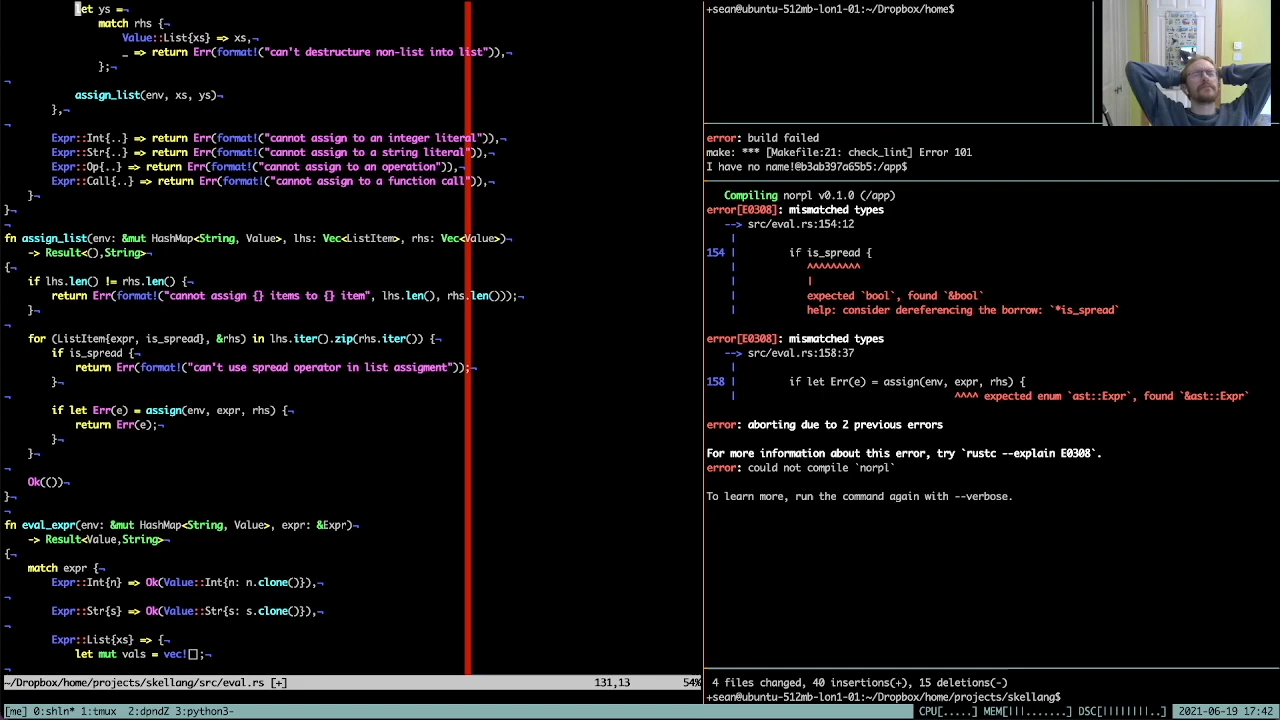 let ys =¬
match rhs {¬
Value::List{xs} => xs,¬
_ => return Err(format!("can't destructure non-list into list")),¬
};¬
¬
assign_list(env, xs, ys)¬
},¬
¬
Expr::Int{..} => return Err(format!("cannot assign to an integer literal")),¬
Expr::Str{..} => return Err(format!("cannot assign to a string literal")),¬
Expr::Op{..} => return Err(format!("cannot assign to an operation")),¬
Expr::Call{..} => return Err(format!("cannot assign to a function call")),¬
}¬
}¬
fn assign_list(env: &mut HashMap<String, Value>, lhs: Vec<ListItem>, rhs: Vec<Value>)¬
-> Result<(),String>¬
{¬
if lhs.len() != rhs.len() {¬
return Err(format!("cannot assign {} items to {} item", lhs.len(), rhs.len()));¬
}¬
¬
for (ListItem{expr, is_spread}, &rhs) in lhs.iter().zip(rhs.iter()) {¬
if is_spread {¬
return Err(format!("can't use spread operator in list assigment"));¬
}¬
¬
if let Err(e) = assign(env, expr, rhs) {¬
return Err(e);¬
}¬
}¬
¬
Ok(())¬
}¬
fn eval_expr(env: &mut HashMap<String, Value>, expr: &Expr)¬
-> Result<Value,String>¬
{¬
match expr {¬
Expr::Int{n} => Ok(Value::Int{n: n.clone()}),¬
¬
Expr::Str{s} => Ok(Value::Str{s: s.clone()}),¬
¬
Expr::List{xs} => {¬
let mut vals = vec![];¬
¬
~/Dropbox/home/projects/skellang/src/eval.rs [+] 131,13 54%
+sean@ubuntu-512mb-lon1-01:~/Dropbox/home$
error: build failed
make: *** [Makefile:21: check_lint] Error 101
I have no name!@b3ab397a65b5:/app$
Compiling norpl v0.1.0 (/app)
error[E0308]: mismatched types
--> src/eval.rs:154:12
|
154 | if is_spread {
| ^^^^^^^^^
| |
| expected `bool`, found `&bool`
| help: consider dereferencing the borrow: `*is_spread`
error[E0308]: mismatched types
--> src/eval.rs:158:37
|
158 | if let Err(e) = assign(env, expr, rhs) {
| ^^^^ expected enum `ast::Expr`, found `&ast::Expr`
error: aborting due to 2 previous errors
For more information about this error, try `rustc --explain E0308`.
error: could not compile `norpl`
To learn more, run the command again with --verbose.
4 files changed, 40 insertions(+), 15 deletions(-)
+sean@ubuntu-512mb-lon1-01:~/Dropbox/home/projects/skellang$
[me] 0:shln* 1:tmux 2:dpndZ 3:python3- CPU[.....] MEM[|||.......] DSC[||||||||..] 2021-06-19 17:42